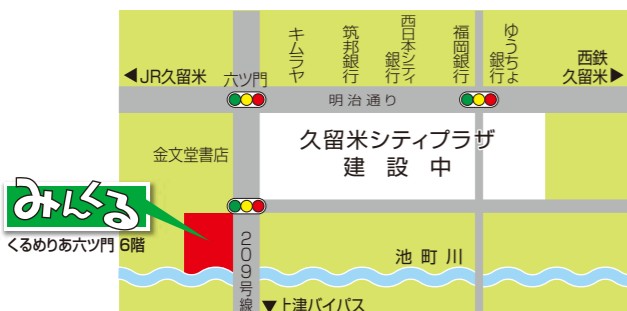 キムラヤ
筑邦銀行
西日本シティ
銀行
福岡銀行
ゆうちょ
銀行
西鉄
久留米▶
◀JR久留米
六ツ門
明治通り
久留米シティプラザ
建設中
金文堂書店
みんくる
くるめりあ六ツ門 6階
209号線
池町川
▼上津バイパス